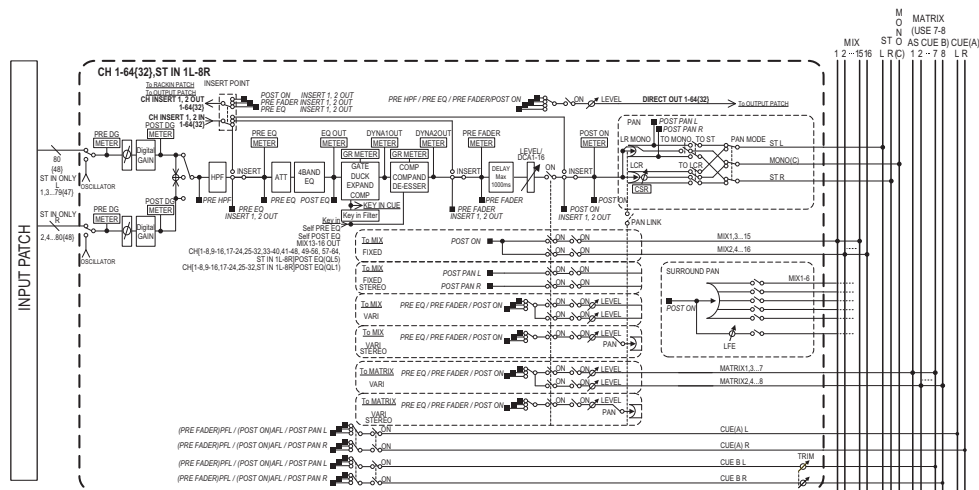 MONO(C)
MATRIX
(USE 7-8
AS CUE B)
MIX
ST
CUE(A)
1 2 ··· 15 16
L R
1 2 ·· 7 8
L R
CH 1-64{32},ST IN 1L-8R
To RACKIN PATCH
To OUTPUT PATCH
INSERT POINT
CH INSERT 1, 2 OUT
1-64{32}
CH INSERT 1, 2 IN
1-64{32}
POST ON INSERT 1, 2 OUT
PRE FADER INSERT 1, 2 OUT
PRE EQ INSERT 1, 2 OUT
PRE HPF / PRE EQ / PRE FADER/POST ON
ON
LEVEL
DIRECT OUT 1-64{32}
To OUTPUT PATCH
INPUT PATCH
80
(48)
ST IN ONLY
L
1,3...79(47)
OSCILLATOR
PRE DG
METER
Digital
GAIN
POST DG
METER
ST IN ONLY
R
2,4...80(48)
OSCILLATOR
PRE DG
METER
Digital
GAIN
POST DG
METER
HPF
PRE HPF
INSERT
PRE EQ
INSERT 1, 2 OUT
PRE EQ
METER
ATT
PRE EQ
4BAND
EQ
POST EQ
EQ OUT
METER
DYNA1OUT
GR METER
GATE
DUCK
EXPAND
COMP
KEY IN CUE
Key in Filter
Key in
Self PRE EQ
Self POST EQ
MIX13-16 OUT
CH[1-8,9-16,17-24,25-32,33-40,41-48, 49-56, 57-64,
ST IN 1L-8R]POST EQ(QL5)
CH[1-8,9-16,17-24,25-32,ST IN 1L-8R]POST EQ(QL1)
DYNA2OUT
METER
GR METER
COMP
COMPAND
DE-ESSER
INSERT
PRE FADER
INSERT 1, 2 OUT
PRE FADER
METER
PRE FADER
DELAY
Max
1000ms
LEVEL/
DCA1-16
ON
INSERT
POST ON
INSERT 1, 2 OUT
POST ON
METER
POST ON
PAN
POST PAN L
POST PAN R
LR MONO
TO MONO, TO ST
PAN MODE
LCR
TO LCR
CSR
PAN LINK
ST L
MONO(C)
ST R
To MIX
FIXED
POST ON
ON
ON
MIX1,3...15
MIX2,4...16
To MIX
FIXED
STEREO
POST PAN L
POST PAN R
ON
ON
To MIX
VARI
PRE EQ / PRE FADER / POST ON
ON
LEVEL
ON
LEVEL
To MIX
VARI
STEREO
PRE EQ / PRE FADER / POST ON
ON
LEVEL
PAN
SURROUND PAN
POST ON
LFE
MIX1-6
To MATRIX
VARI
PRE EQ / PRE FADER / POST ON
ON
LEVEL
ON
LEVEL
MATRIX1,3...7
MATRIX2,4...8
To MATRIX
VARI
STEREO
PRE EQ / PRE FADER / POST ON
ON
LEVEL
PAN
(PRE FADER)PFL / (POST ON)AFL / POST PAN L
ON
CUE(A) L
(PRE FADER)PFL / (POST ON)AFL / POST PAN R
ON
CUE(A) R
(PRE FADER)PFL / (POST ON)AFL / POST PAN L
ON
CUE B L
TRIM
(PRE FADER)PFL / (POST ON)AFL / POST PAN R
ON
CUE B R